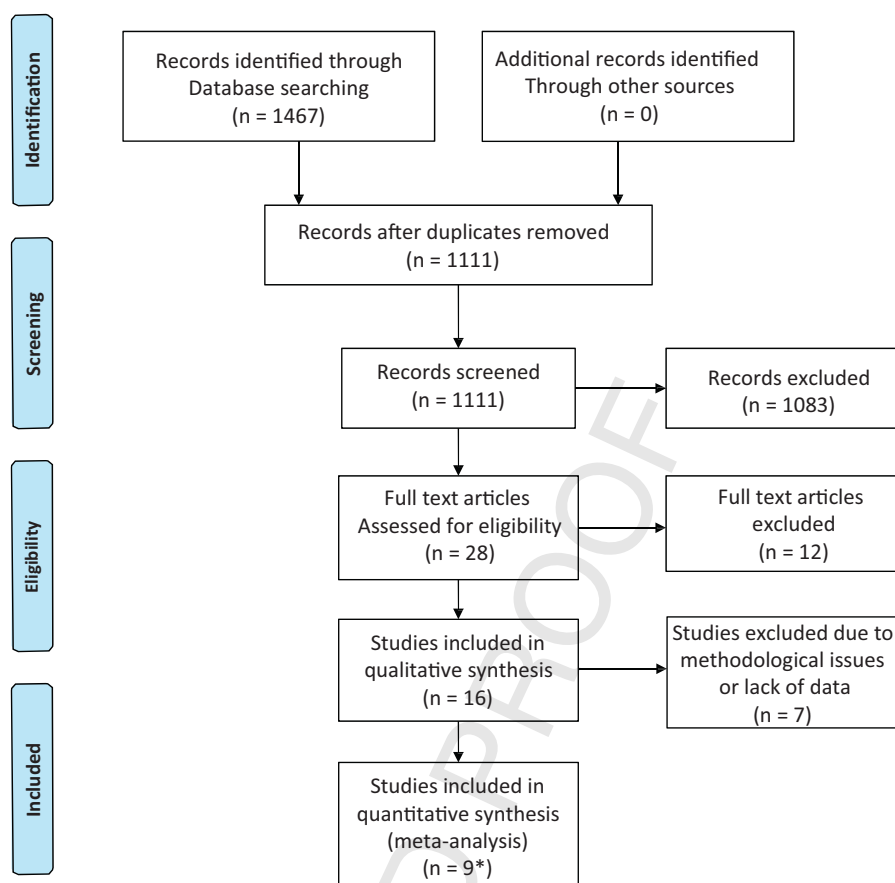 Identification
Records identified through
Database searching
(n = 1467)
Additional records identified
Through other sources
(n = 0)
Records after duplicates removed
(n = 1111)
Screening
Records screened
(n = 1111)
Records excluded
(n = 1083)
Eligibility
Full text articles
Assessed for eligibility
(n = 28)
Full text articles
excluded
(n = 12)
Studies included in
qualitative synthesis
(n = 16)
Studies excluded due to
methodological issues
or lack of data
(n = 7)
Included
Studies included in
quantitative synthesis
(meta-analysis)
(n = 9*)
PROOF